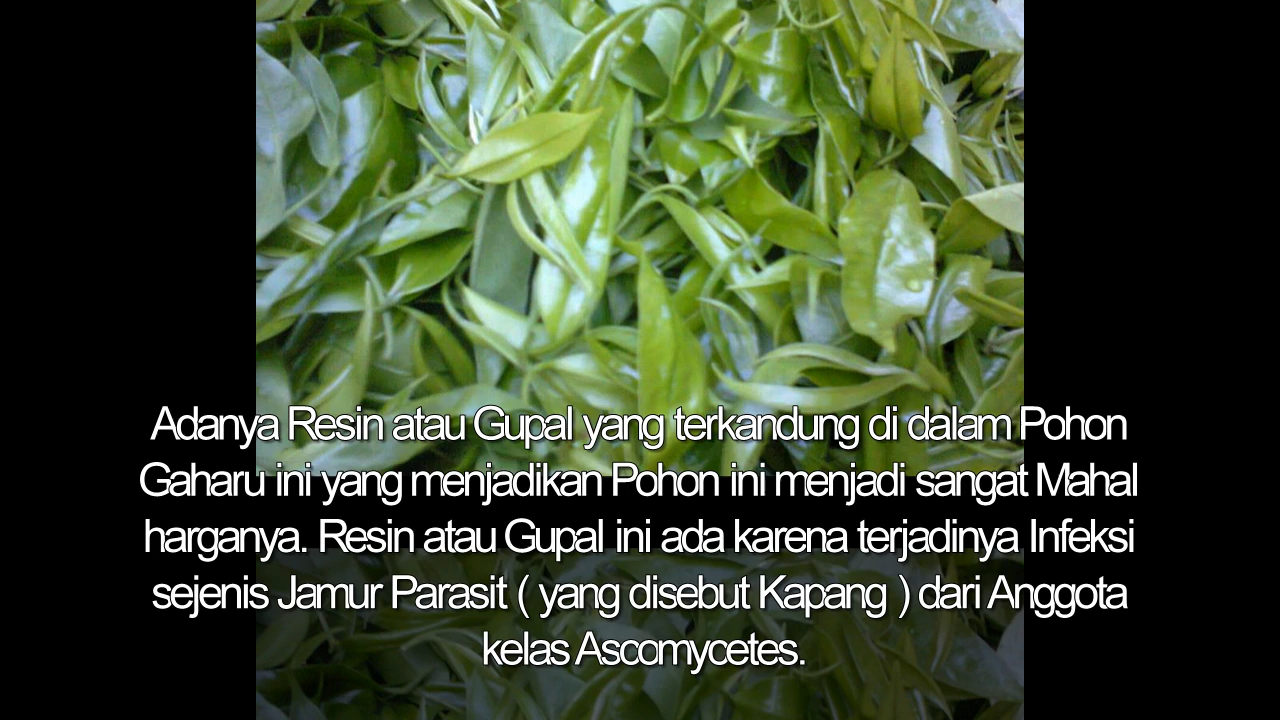 Adanya Resin atau Gupal yang terkandung di dalam Pohon
Gaharu ini yang menjadikan Pohon ini menjadi sangat Mahal
harganya. Resin atau Gupal ini ada karena terjadinya Infeksi
sejenis Jamur Parasit ( yang disebut Kapang ) dari Anggota
kelas Ascomycetes.